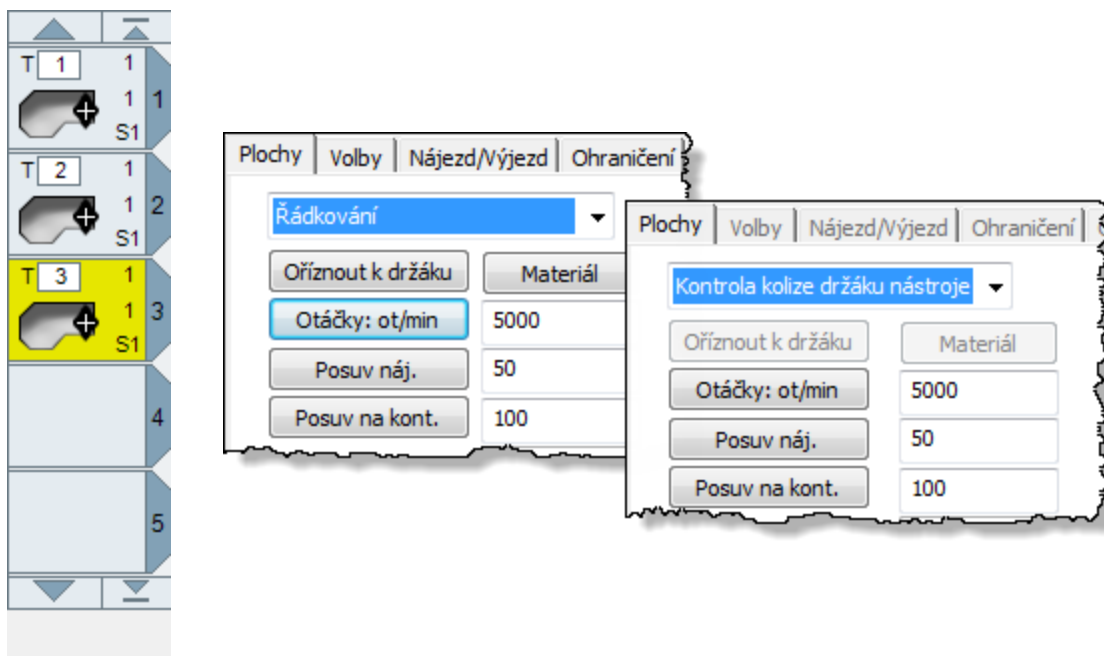 T 1 1
1 1
S1
T 2 1
1 2
S1
T 3 1
1 3
S1
4
5
Plochy Volby Nájezd/Výjezd Ohraničení
Řádkování
Oříznout k držáku Materiál
Otáčky: ot/min 5000
Posuv náj. 50
Posuv na kont. 100
Plochy Volby Nájezd/Výjezd Ohraničení
Kontrola kolize držáku nástroje
Oříznout k držáku Materiál
Otáčky: ot/min 5000
Posuv náj. 50
Posuv na kont. 100